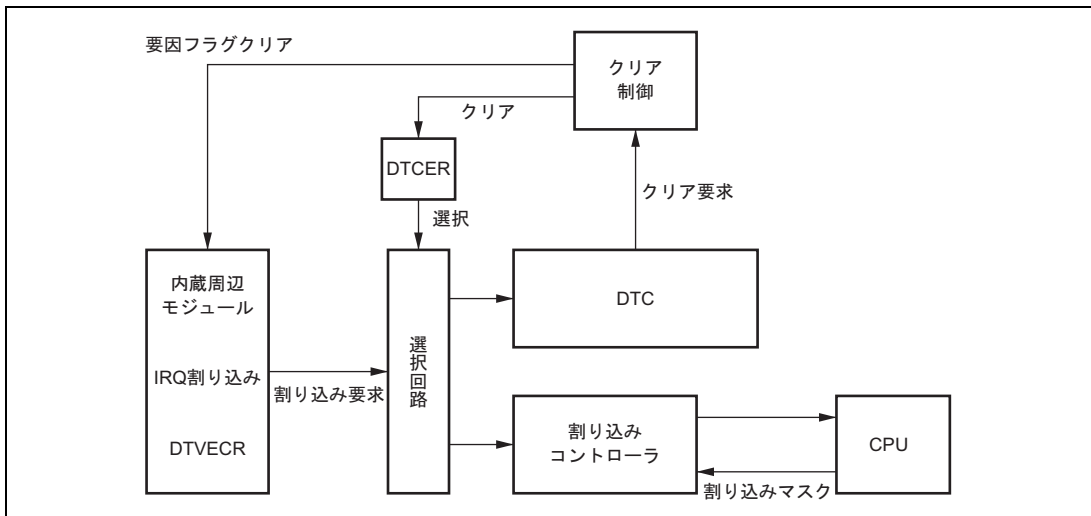 要因フラグクリア
クリア
制御
クリア
DTCER
クリア要求
選択
内蔵周辺
モジュール
DTC
選択回路
IRQ割り込み
割り込み要求
割り込み
コントローラ
CPU
DTVECR
割り込みマスク